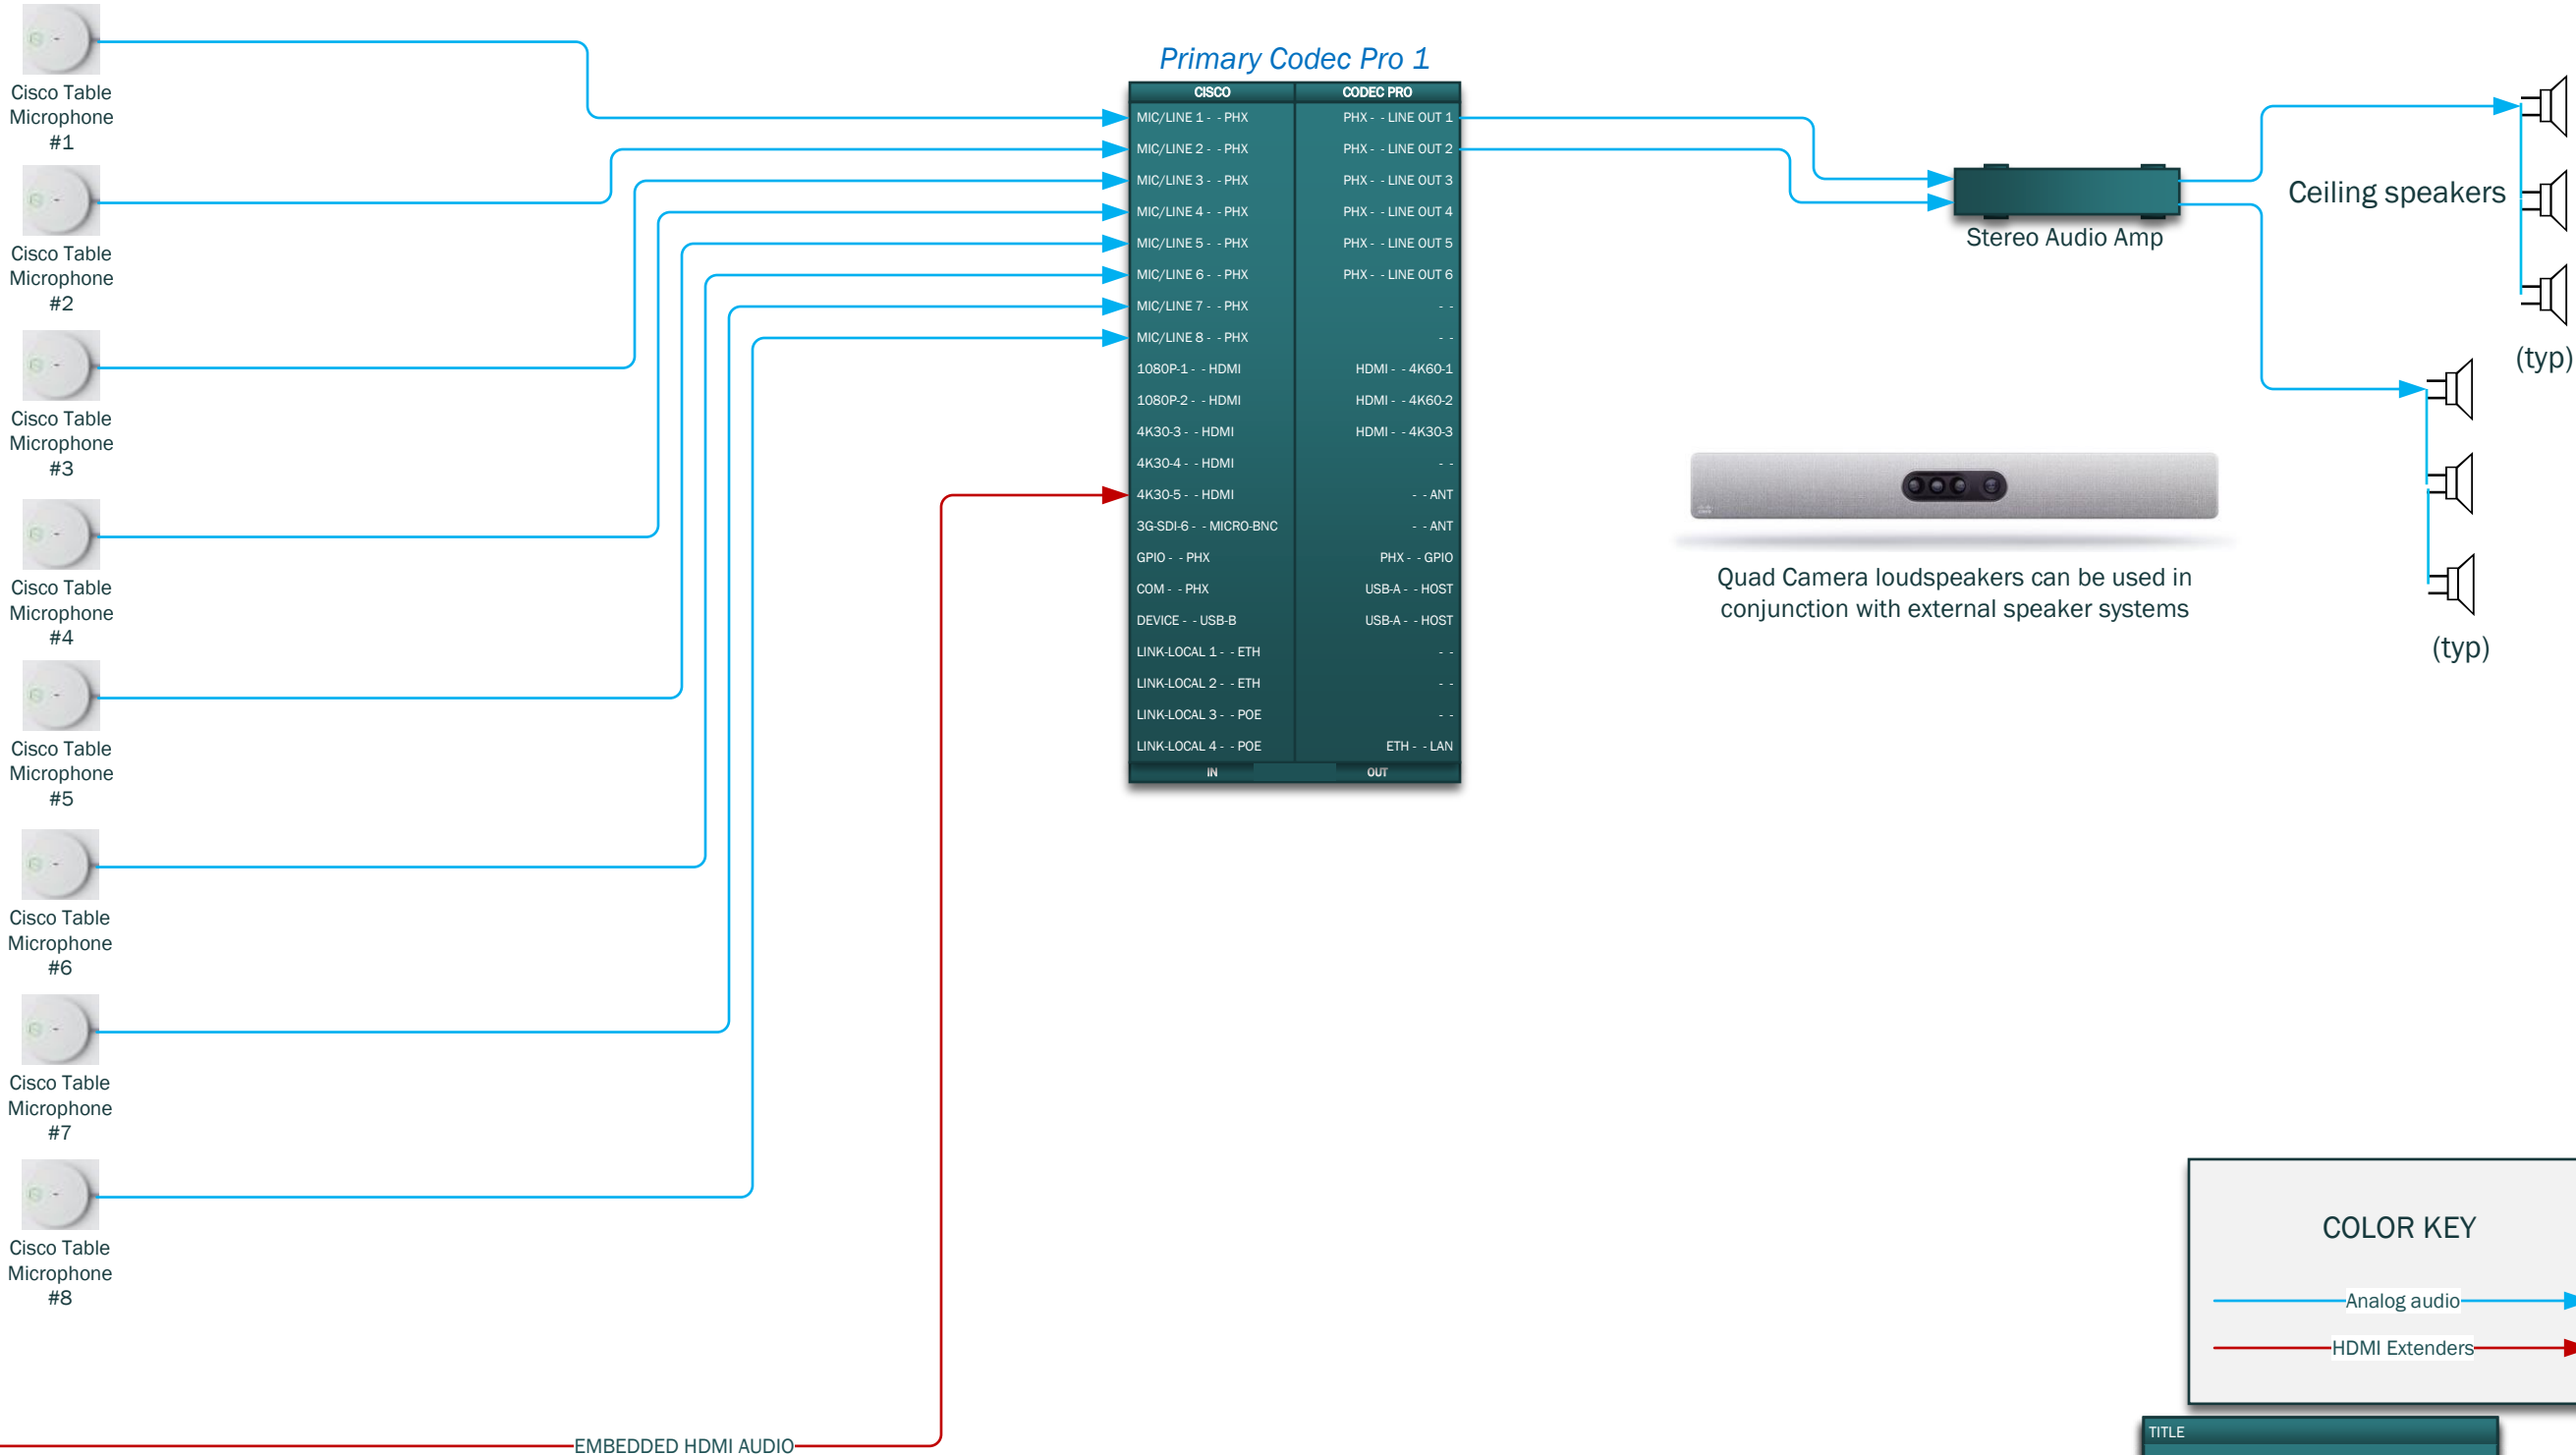 Cisco Table
Microphone
#1
Cisco Table
Microphone
#2
Cisco Table
Microphone
#3
Cisco Table
Microphone
#4
Cisco Table
Microphone
#5
Cisco Table
Microphone
#6
Cisco Table
Microphone
#7
Cisco Table
Microphone
#8
EMBEDDED HDMI AUDIO
Primary Codec Pro 1
CISCO CODEC PRO
MIC/LINE 1 - - PHX PHX - - LINE OUT 1
MIC/LINE 2 - - PHX PHX - - LINE OUT 2
MIC/LINE 3 - - PHX PHX - - LINE OUT 3
MIC/LINE 4 - - PHX PHX - - LINE OUT 4
MIC/LINE 5 - - PHX PHX - - LINE OUT 5
MIC/LINE 6 - - PHX PHX - - LINE OUT 6
MIC/LINE 7 - - PHX - -
MIC/LINE 8 - - PHX - -
1080P-1 - - HDMI HDMI - - 4K60-1
1080P-2 - - HDMI HDMI - - 4K60-2
4K30-3 - - HDMI HDMI - - 4K30-3
4K30-4 - - HDMI - -
4K30-5 - - HDMI - - ANT
3G-SDI-6 - - MICRO-BNC - - ANT
GPIO - - PHX PHX - - GPIO
COM - - PHX USB-A - - HOST
DEVICE - - USB-B USB-A - - HOST
LINK-LOCAL 1 - - ETH - -
LINK-LOCAL 2 - - ETH - -
LINK-LOCAL 3 - - POE - -
LINK-LOCAL 4 - - POE ETH - - LAN
IN OUT
Stereo Audio Amp
Ceiling speakers
(typ)
(typ)
Quad Camera loudspeakers can be used in
conjunction with external speaker systems
COLOR KEY
Analog audio
HDMI Extenders
TITLE